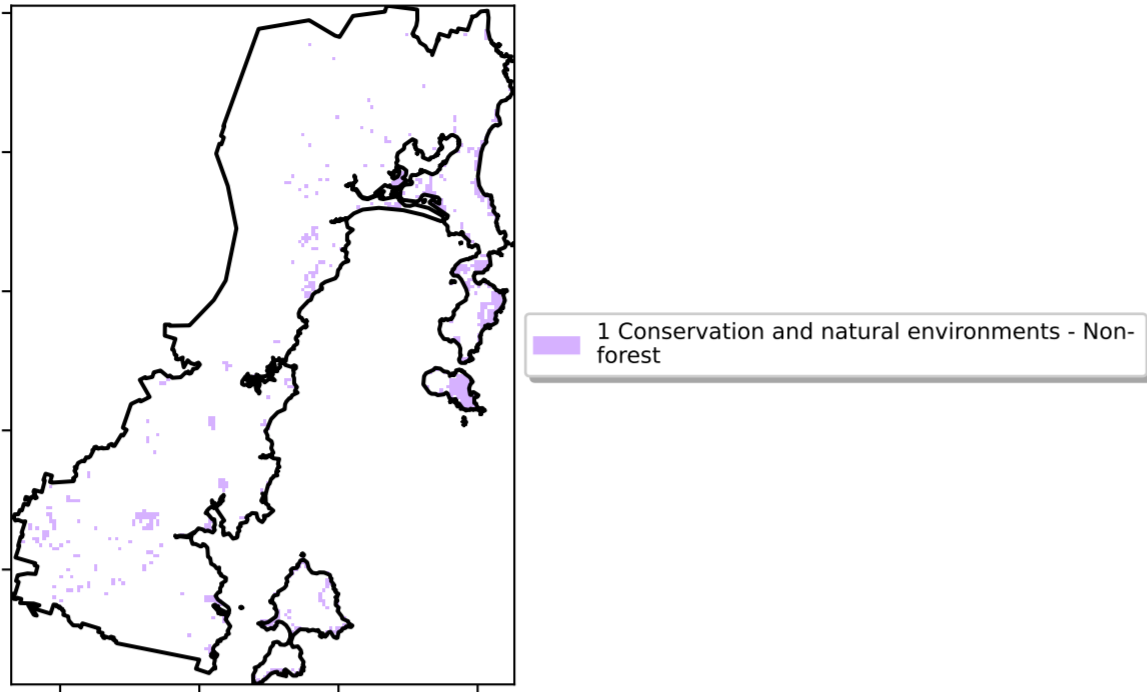 1 Conservation and natural environments - Non-
forest